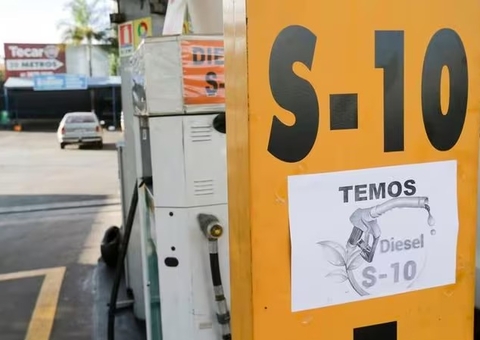 Tecar
20 METROS
DIE
S-
S-10
TEMOS
Diesel
S-10